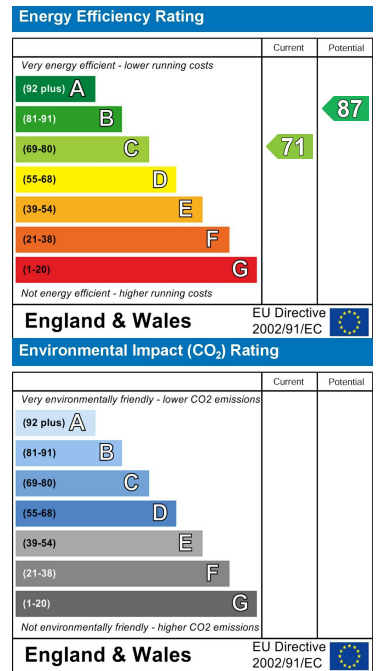 Energy Efficiency Rating
Current Potential
Very energy efficient - lower running costs
(92 plus) A
(81-91) B
87
(69-80) C
71
(55-68) D
(39-54) E
(21-38) F
(1-20) G
Not energy efficient - higher running costs
England & Wales
EU Directive
2002/91/EC
Environmental Impact (CO₂) Rating
Current Potential
Very environmentally friendly - lower CO2 emissions
(92 plus) A
(81-91) B
(69-80) C
(55-68) D
(39-54) E
(21-38) F
(1-20) G
Not environmentally friendly - higher CO2 emissions
England & Wales
EU Directive
2002/91/EC